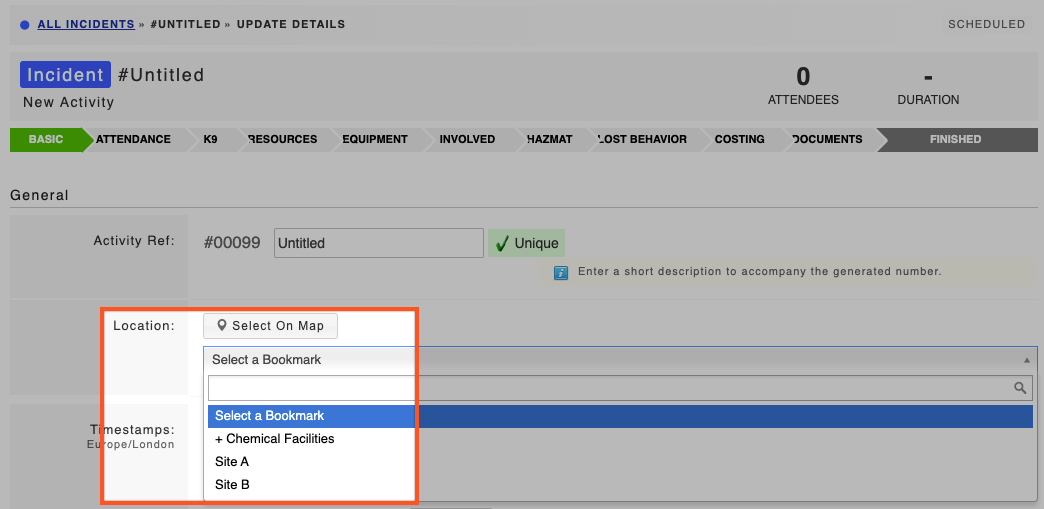 ALL INCIDENTS » #UNTITLED » UPDATE DETAILS
SCHEDULED
Incident #Untitled
New Activity
0
ATTENDEES
-
DURATION
BASIC ATTENDANCE K9 RESOURCES EQUIPMENT INVOLVED HAZMAT LOST BEHAVIOR COSTING DOCUMENTS FINISHED
General
Activity Ref: #00099 Untitled Unique
Enter a short description to accompany the generated number.
Location: Select On Map
Select a Bookmark
Select a Bookmark
Timestamps:
+ Chemical Facilities
Europe/London
Site A
Site B